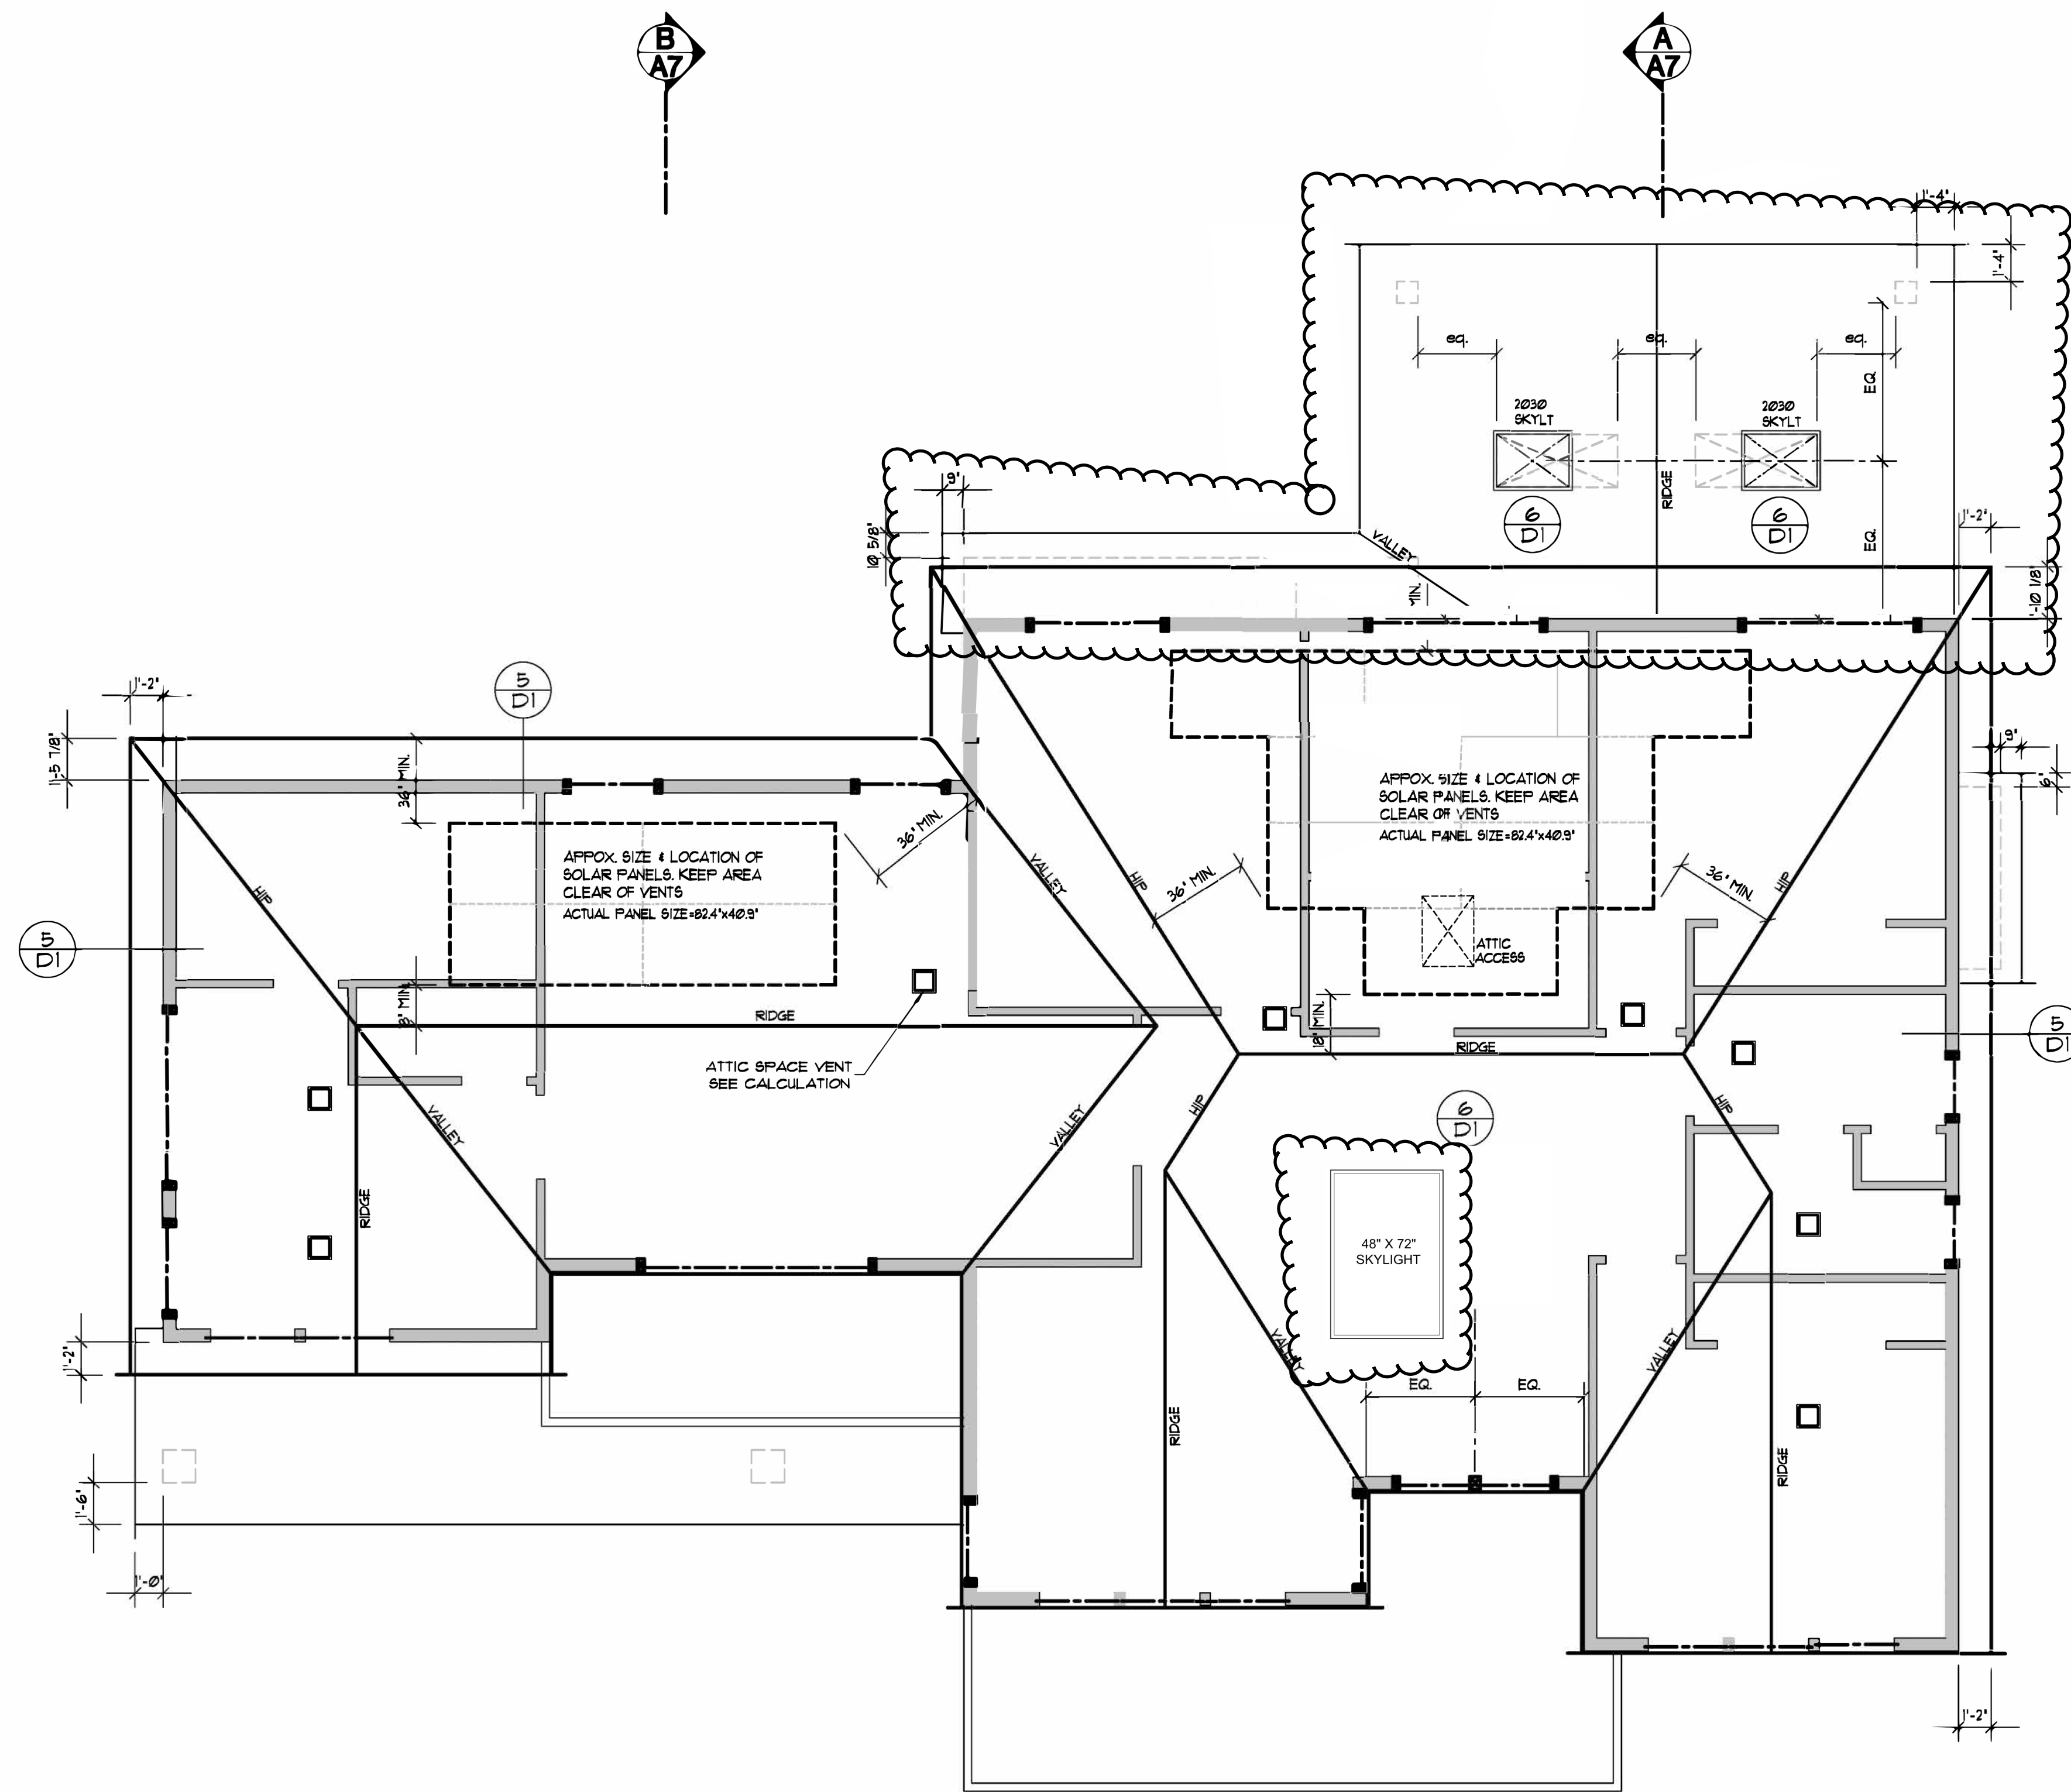 B
A7
A
A7
1'-4"
1'-4"
eq.
eq.
eq.
EQ.
2030
SKYLT
2030
SKYLT
RIDGE
6
D1
6
D1
EQ.
9"
10 5/8"
VALLEY
1'-2"
1'-10 1/8"
MIN.
5
D1
1'-2"
1'-5 7/8"
36" MIN.
36" MIN.
APPOX. SIZE & LOCATION OF
SOLAR PANELS. KEEP AREA
CLEAR OF VENTS
ACTUAL PANEL SIZE=82.4"x40.9"
APPOX. SIZE & LOCATION OF
SOLAR PANELS. KEEP AREA
CLEAR OF VENTS
ACTUAL PANEL SIZE=82.4"x40.9"
9"
6"
HIP
VALLEY
HIP
36" MIN.
36" MIN.
HIP
5
D1
ATTIC
ACCESS
18" MIN.
RIDGE
18" MIN.
RIDGE
5
D1
ATTIC SPACE VENT
SEE CALCULATION
VALLEY
VALLEY
HIP
6
D1
HIP
RIDGE
48" X 72"
SKYLIGHT
VALLEY
VALLEY
1'-2"
EQ.
EQ.
RIDGE
RIDGE
1'-6"
1'-0"
1'-2"